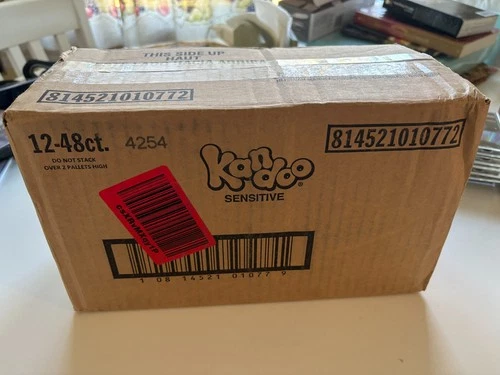 THIS SIDE UP
HAUT
814521010772
12-48ct. 4254
DO NOT STACK
OVER 2 PALLETS HIGH
814521010772
Kandoo®
SENSITIVE
1 08 14521 01077 9